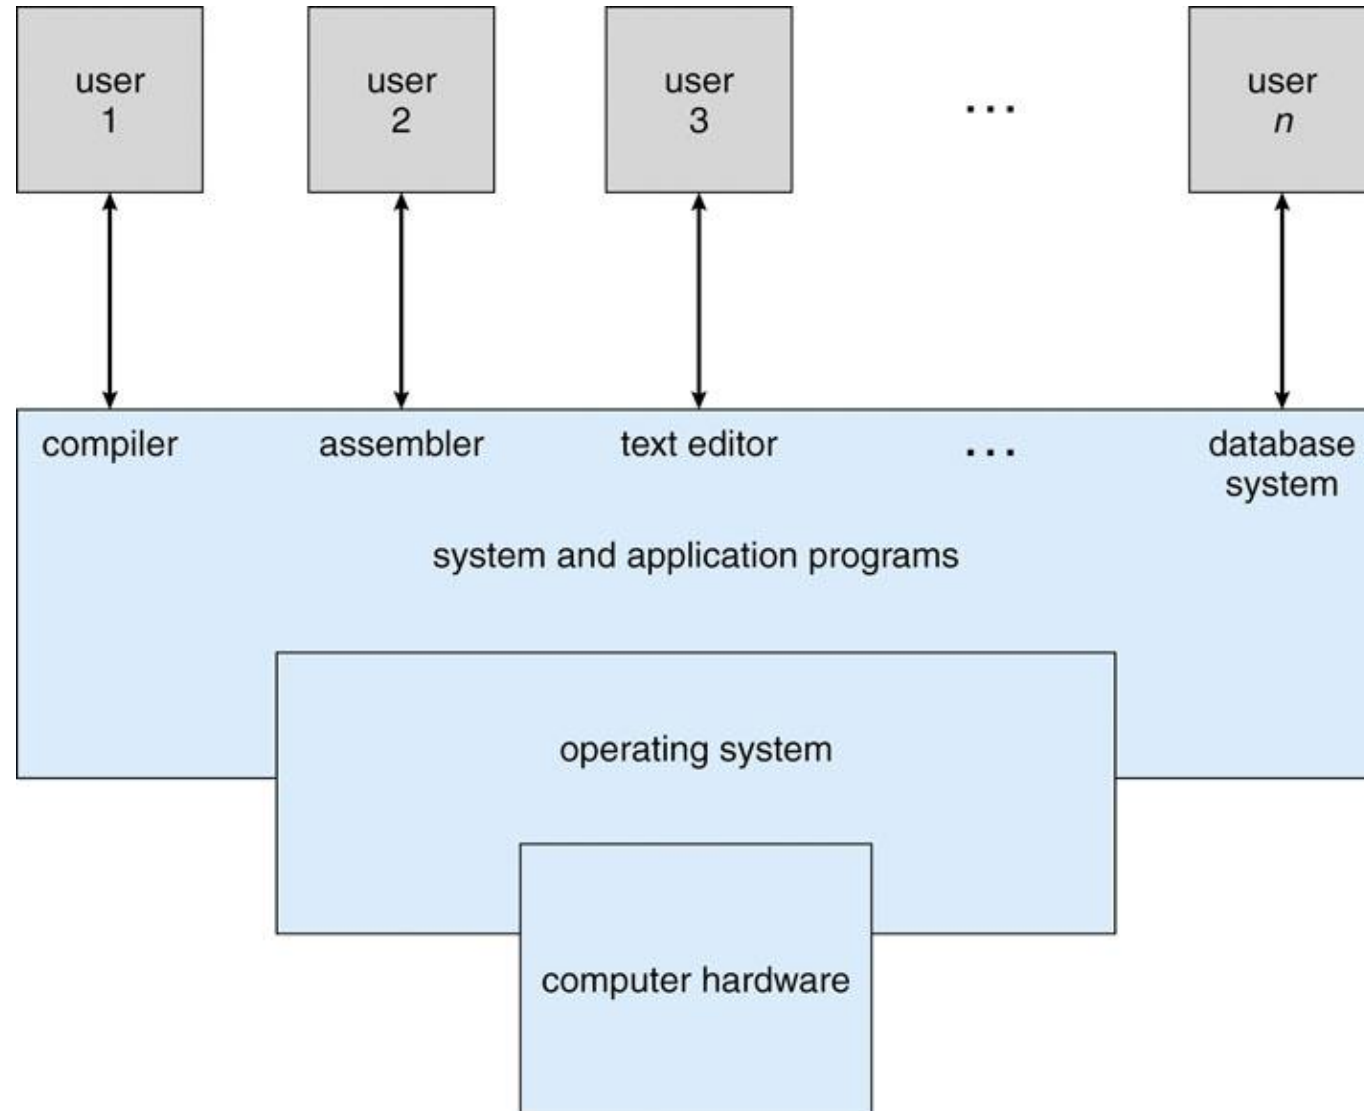 user
1
user
2
user
3
...
user
n
compiler
assembler
text editor
...
database
system
system and application programs
operating system
computer hardware